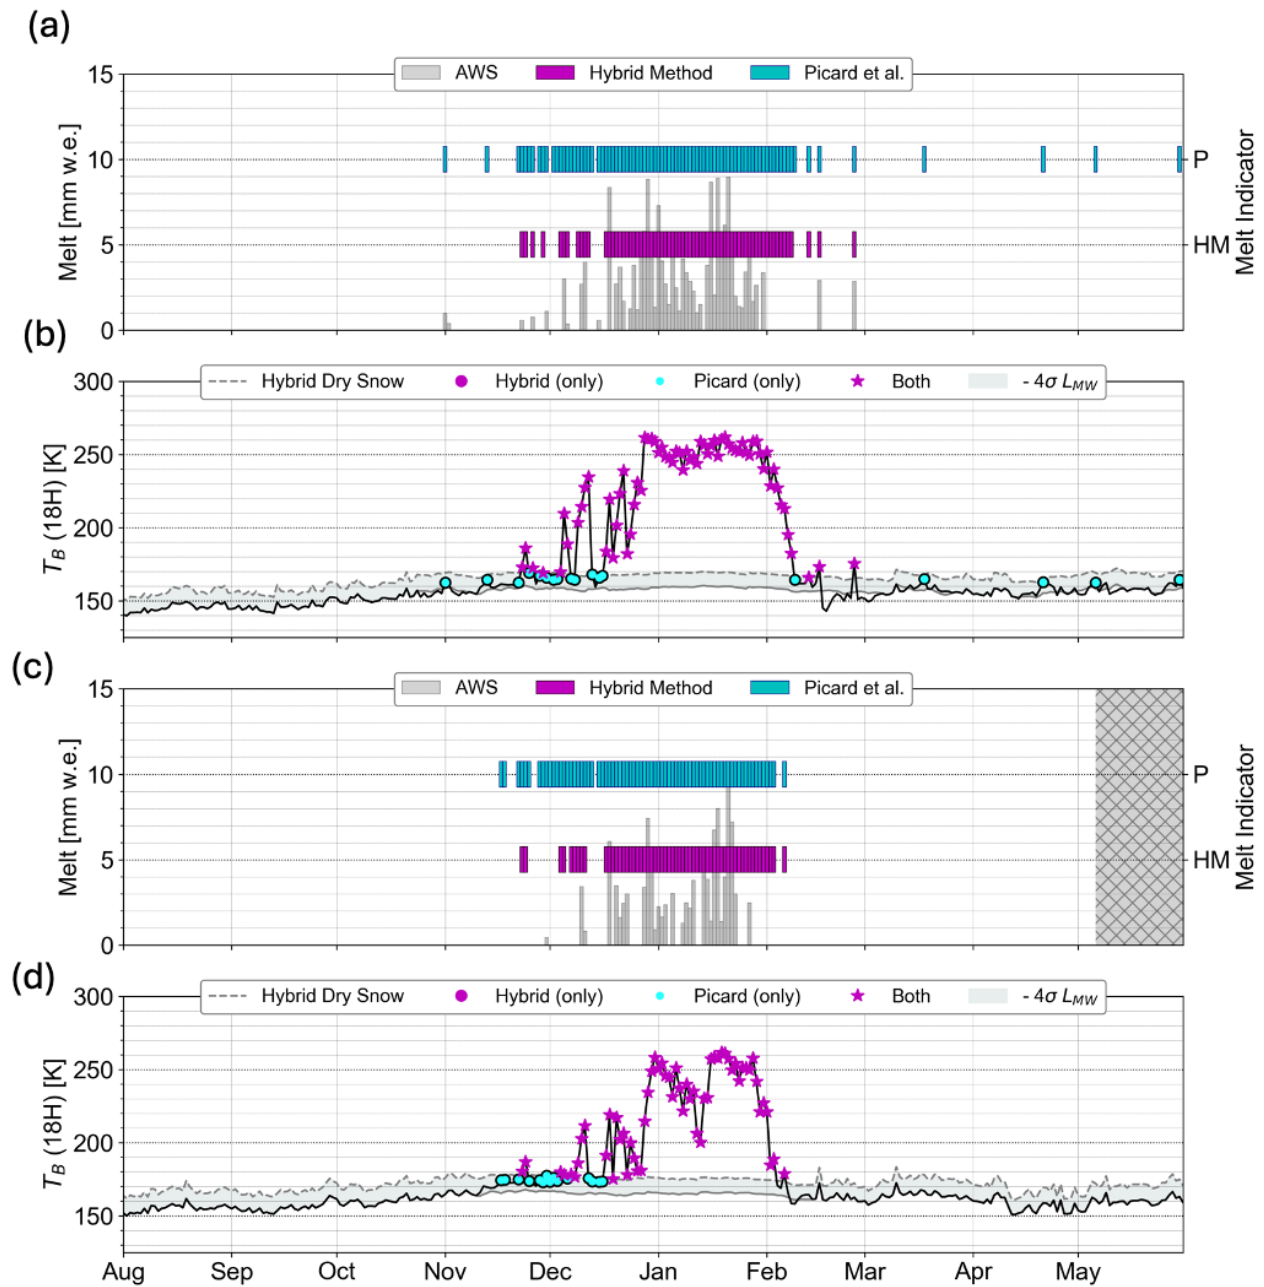 (a)
AWS Hybrid Method Picard et al.
15
10
5
0
Melt [mm w.e.]
P
HM
Melt Indicator
(b)
Hybrid Dry Snow Hybrid (only) Picard (only) Both - 4σ L_MW
300
250
200
150
T_B (18H) [K]
(c)
AWS Hybrid Method Picard et al.
15
10
5
0
Melt [mm w.e.]
P
HM
Melt Indicator
(d)
Hybrid Dry Snow Hybrid (only) Picard (only) Both - 4σ L_MW
300
250
200
150
T_B (18H) [K]
Aug Sep Oct Nov Dec Jan Feb Mar Apr May